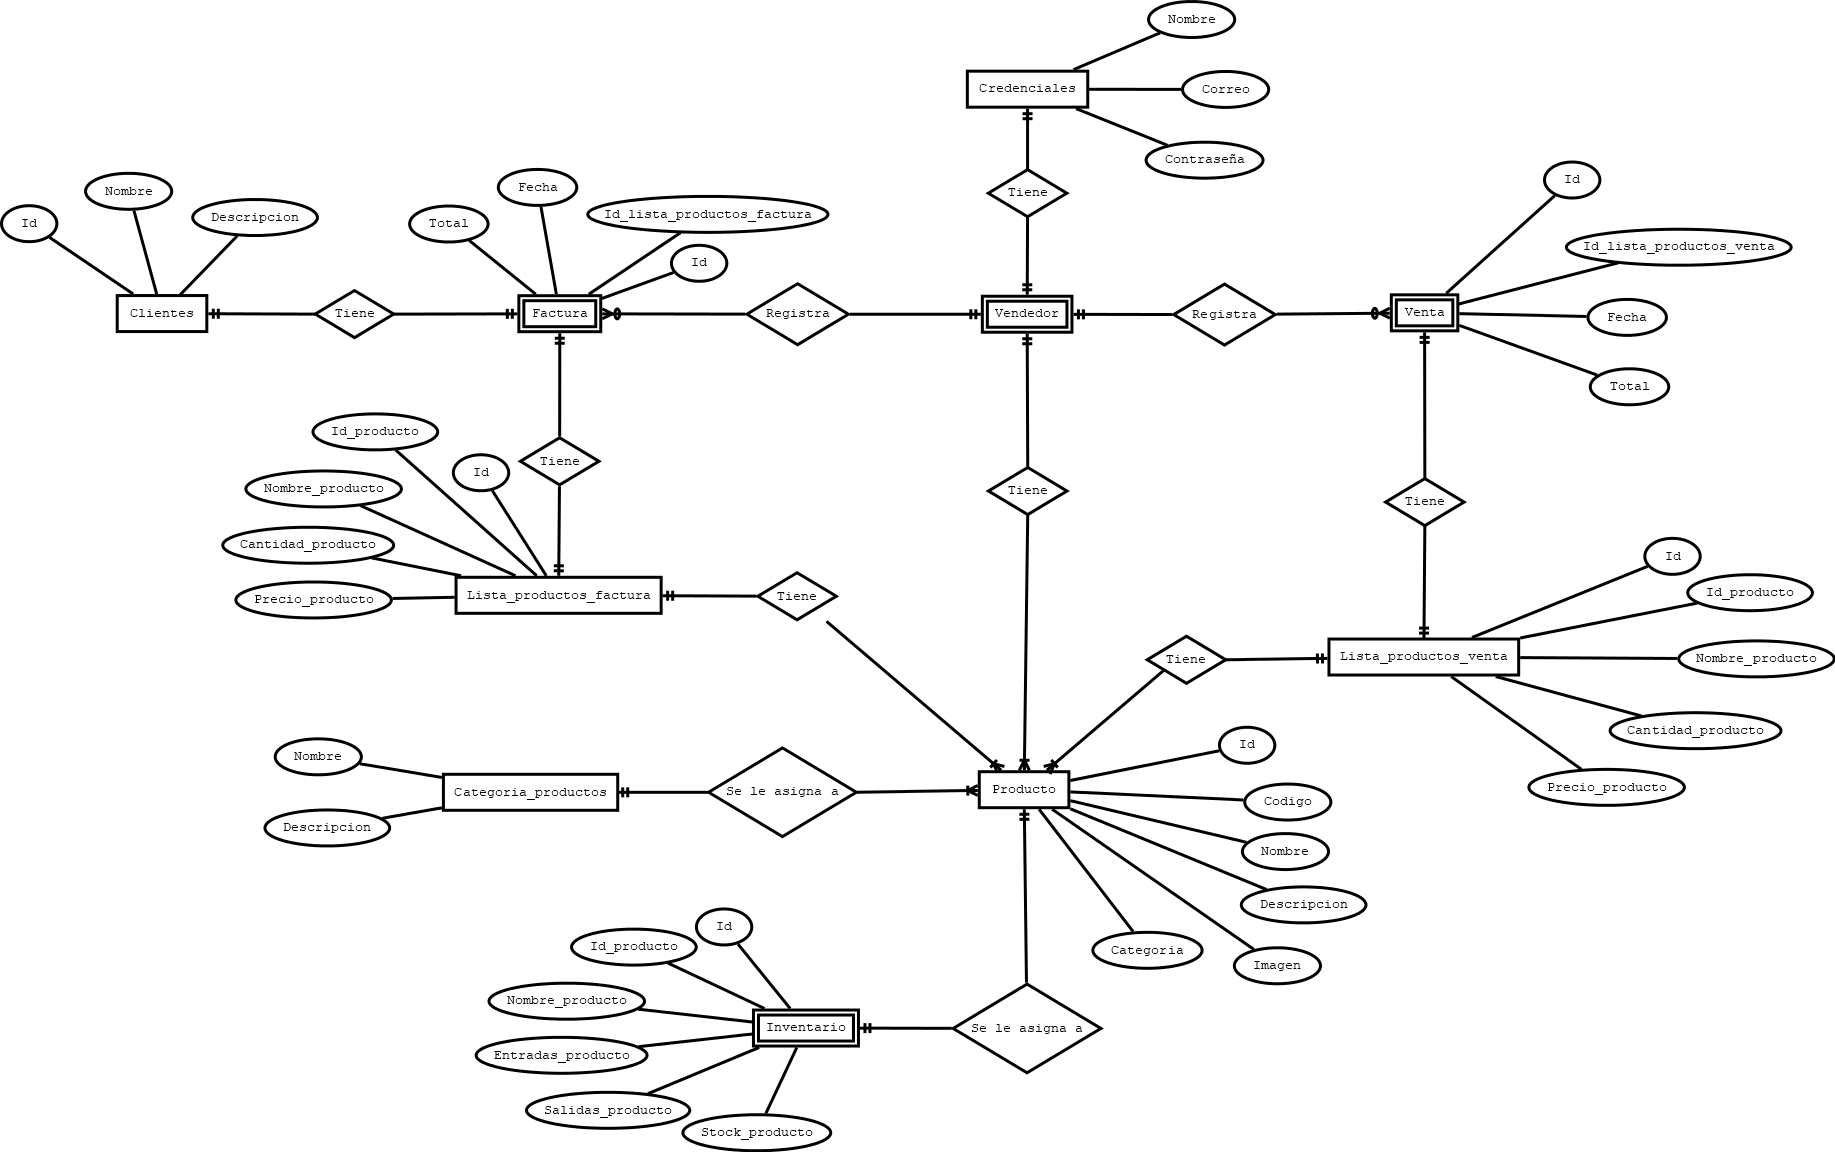 Nombre
Credenciales
Correo
Contraseña
Tiene
Id
Nombre
Descripcion
Clientes
Tiene
Total
Fecha
Id_lista_productos_factura
Id
Factura
Registra
Vendedor
Registra
Venta
Id
Id_lista_productos_venta
Fecha
Total
Id_producto
Id
Tiene
Nombre_producto
Cantidad_producto
Precio_producto
Lista_productos_factura
Tiene
Tiene
Tiene
Id
Id_producto
Tiene
Lista_productos_venta
Nombre_producto
Cantidad_producto
Precio_producto
Nombre
Categoria_productos
Descripcion
Se le asigna a
Producto
Id
Codigo
Nombre
Descripcion
Categoria
Imagen
Id
Id_producto
Nombre_producto
Inventario
Se le asigna a
Entradas_producto
Salidas_producto
Stock_producto